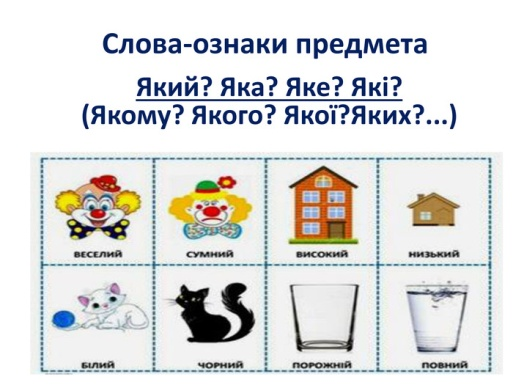 Слова-ознаки предмета
Який? Яка? Яке? Які?
(Якому? Якого? Якої?Яких?...)
ВЕСЕЛИЙ СУМНИЙ ВИСОКИЙ НИЗЬКИЙ
БІЛИЙ ЧОРНИЙ ПОРОЖНІЙ ПОВНИЙ